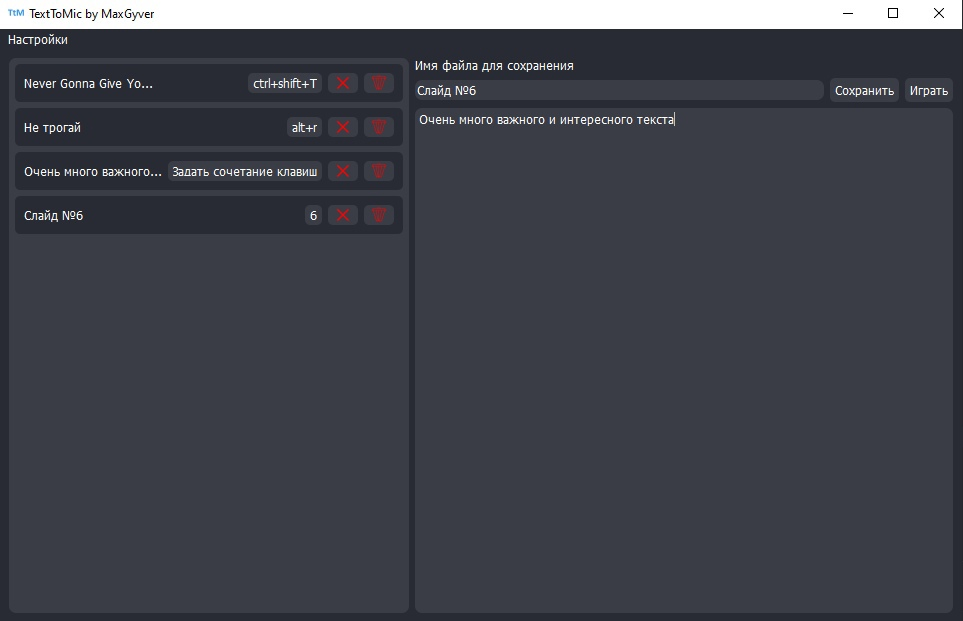 TtM TextToMic by MaxGyver
Настройки
Never Gonna Give Yo... ctrl+shift+T
Не трогай alt+r
Очень много важного... Задать сочетание клавиш
Слайд №6 6
Имя файла для сохранения
Слайд №6 Сохранить Играть
Очень много важного и интересного текста